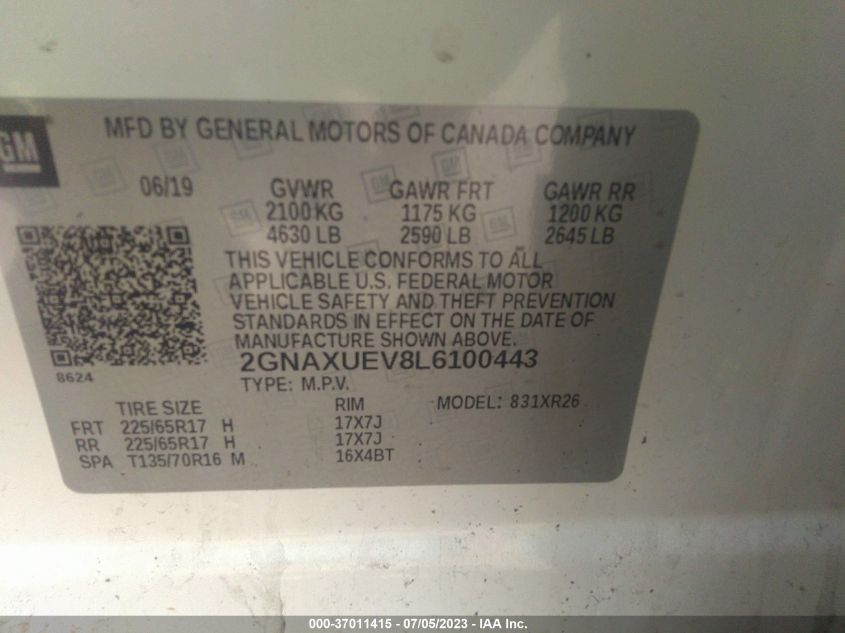 GM
MFD BY GENERAL MOTORS OF CANADA COMPANY
06/19 GVWR GAWR FRT GAWR RR
2100 KG 1175 KG 1200 KG
4630 LB 2590 LB 2645 LB
THIS VEHICLE CONFORMS TO ALL
APPLICABLE U.S. FEDERAL MOTOR
VEHICLE SAFETY AND THEFT PREVENTION
STANDARDS IN EFFECT ON THE DATE OF
MANUFACTURE SHOWN ABOVE.
2GNAXUEV8L6100443
8624
TYPE: M.P.V.
TIRE SIZE RIM MODEL: 831XR26
FRT 225/65R17 H 17X7J
RR 225/65R17 H 17X7J
SPA T135/70R16 M 16X4BT
000-37011415 - 07/05/2023 - IAA Inc.